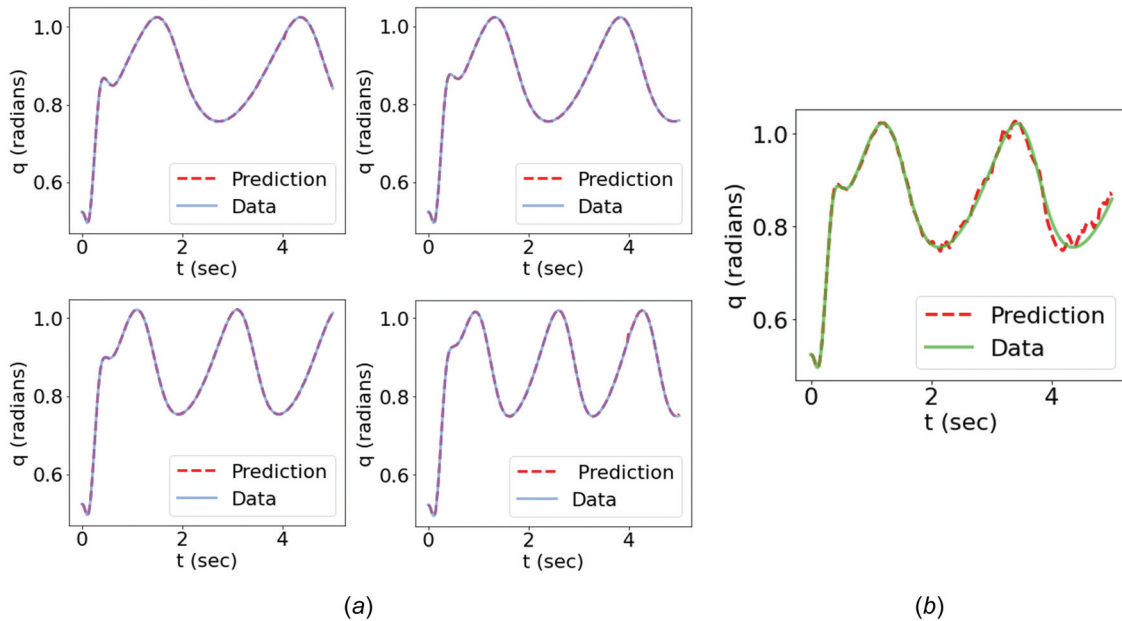 1.0
0.8
0.6
q (radians)
Prediction
Data
0 2 4
t (sec)
1.0
0.8
0.6
q (radians)
Prediction
Data
0 2 4
t (sec)
1.0
0.8
0.6
q (radians)
Prediction
Data
0 2 4
t (sec)
1.0
0.8
0.6
q (radians)
Prediction
Data
0 2 4
t (sec)
(a)
1.0
0.8
0.6
q (radians)
Prediction
Data
0 2 4
t (sec)
(b)